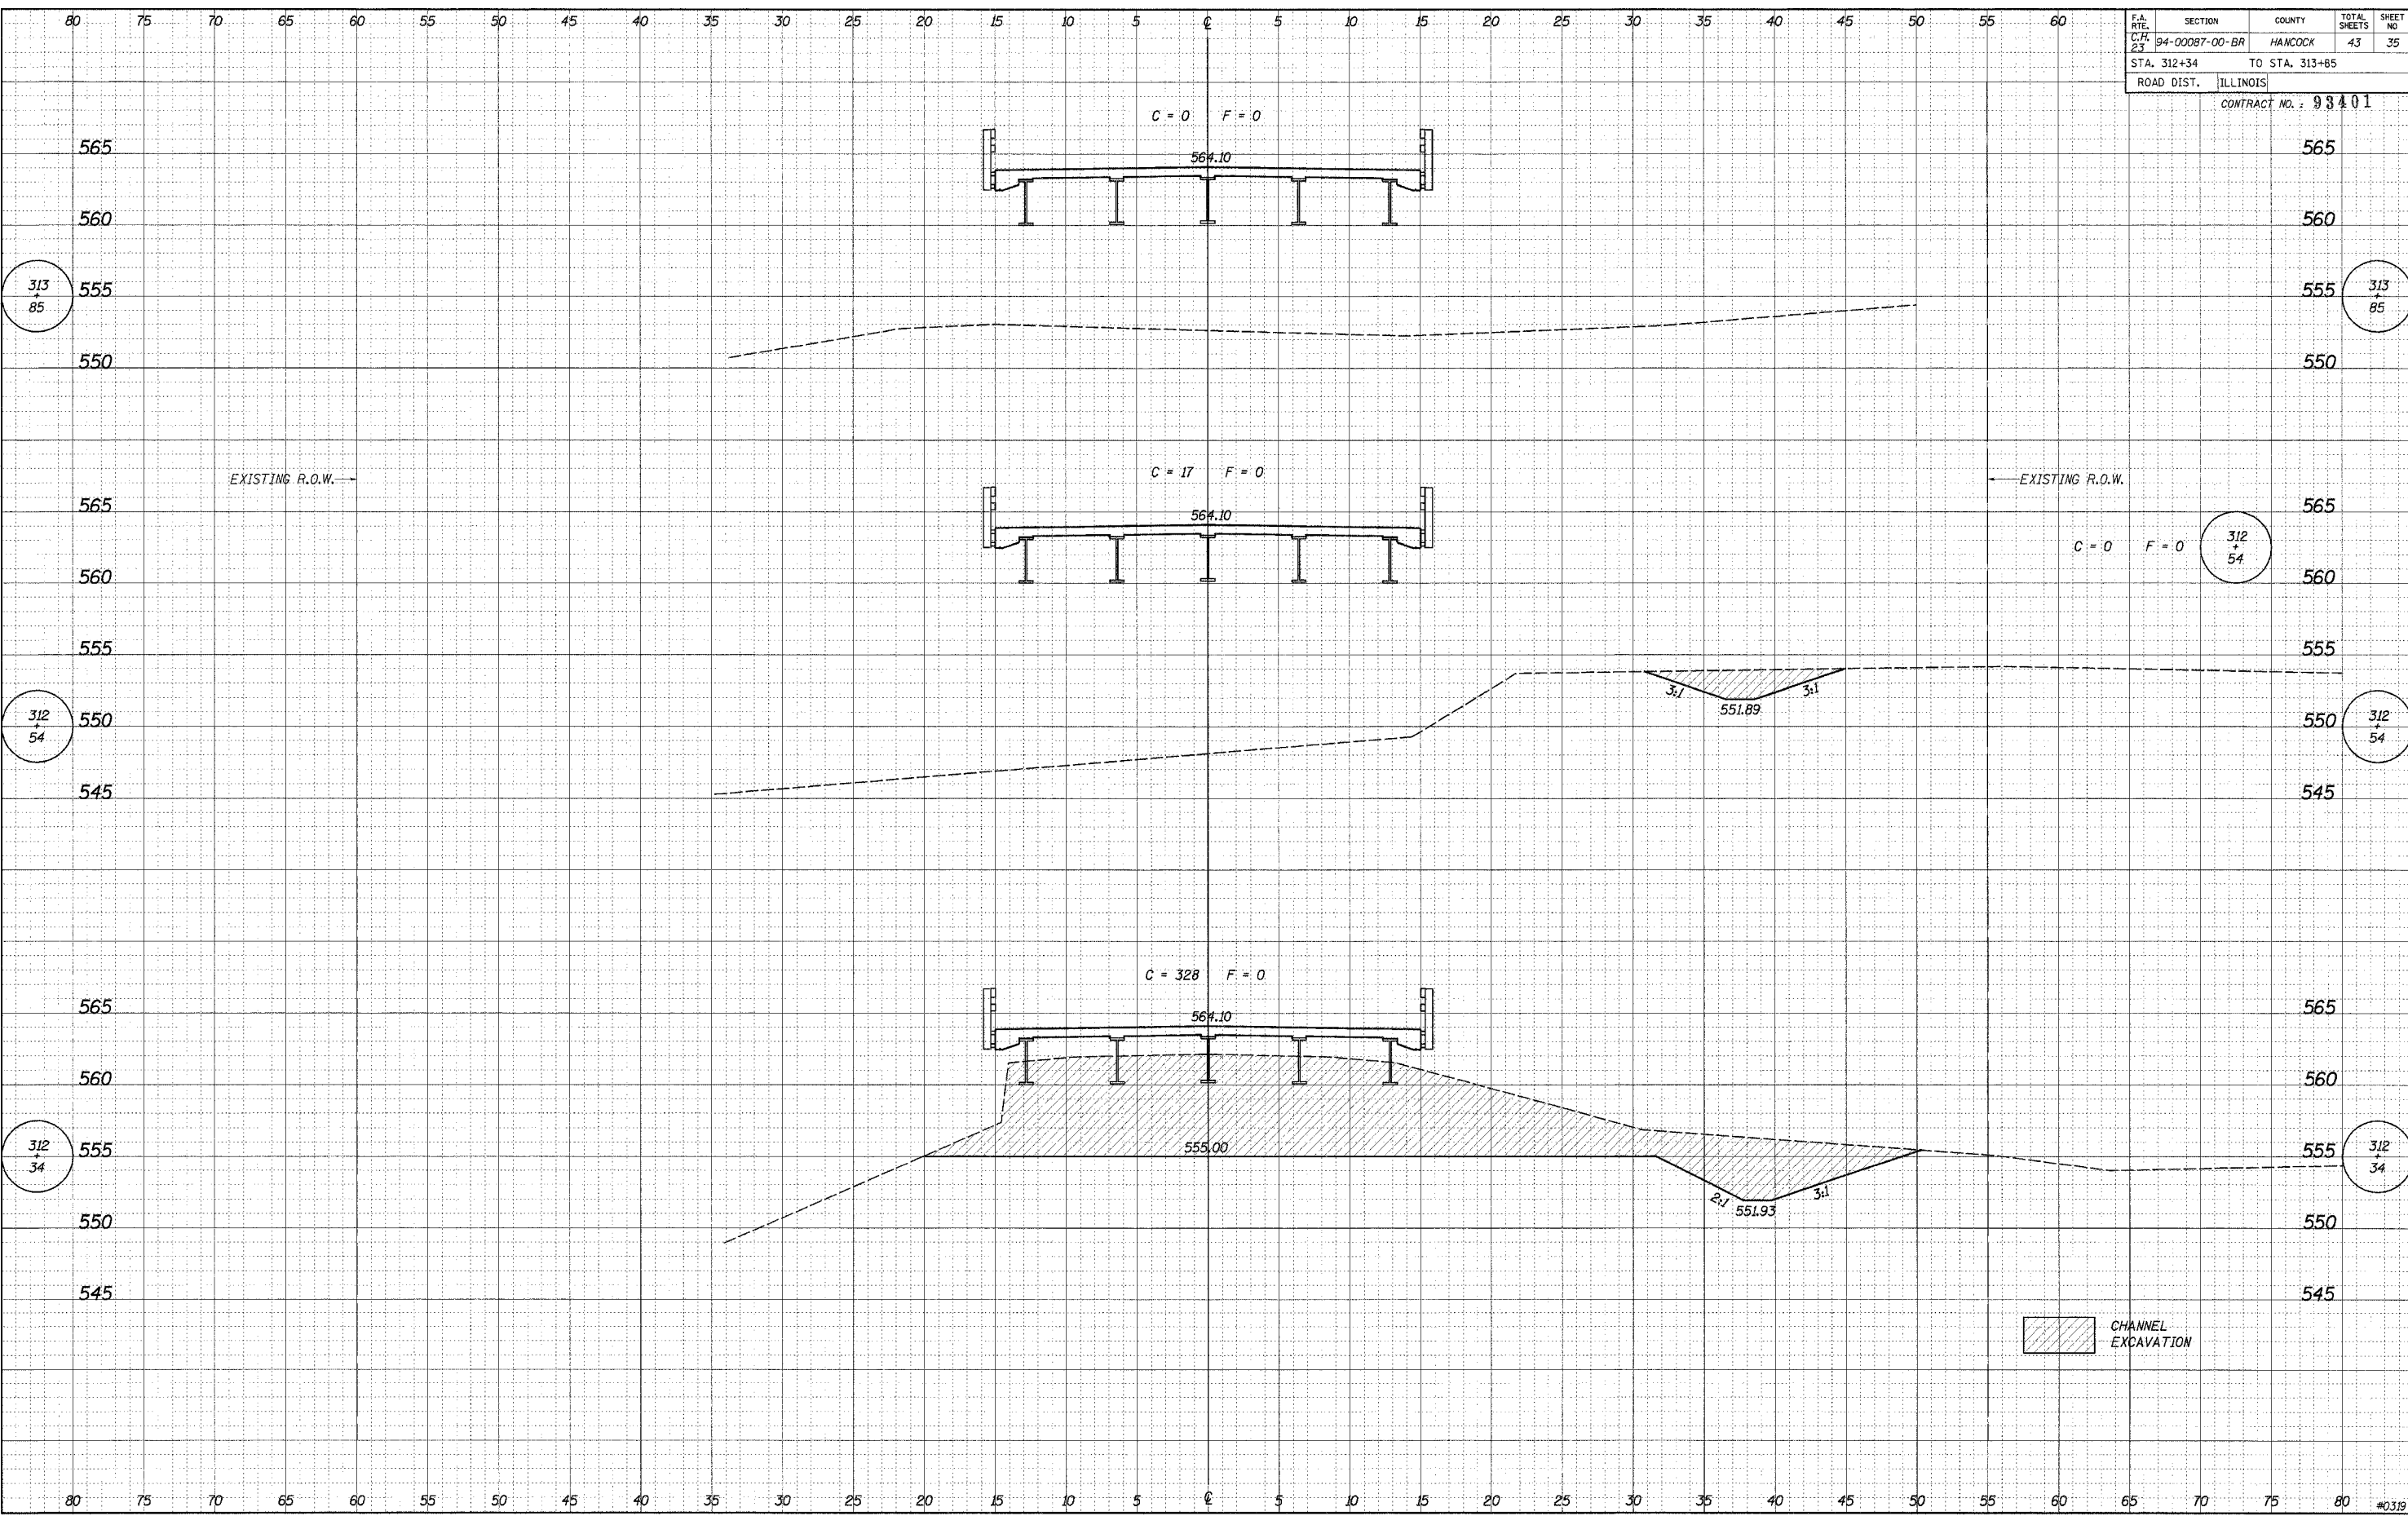 80 75 70 65 60 55 50 45 40 35 30 25 20 15 10 5 ℄ 5 10 15 20 25 30 35 40 45 50 55 60
F.A. RTE. SECTION COUNTY TOTAL SHEETS SHEET NO
C.H. 23 94-00087-00-BR HANCOCK 43 35
STA. 312+34 TO STA. 313+85
ROAD DIST. ILLINOIS
CONTRACT NO. : 93401
C = 0 F = 0
565 564.10 565
560 560
313 + 85 555 555 313 + 85
550 550
C = 17 F = 0
EXISTING R.O.W. EXISTING R.O.W.
565 564.10 565
C = 0 F = 0 312 + 54
560 560
555 555
3:1 3:1
551.89
312 + 54 550 550 312 + 54
545 545
C = 328 F = 0
565 564.10 565
560 560
312 + 34 555 555.00 555 312 + 34
2:1 3:1
551.93
550 550
545 545
CHANNEL
EXCAVATION
80 75 70 65 60 55 50 45 40 35 30 25 20 15 10 5 ℄ 5 10 15 20 25 30 35 40 45 50 55 60 65 70 75 80
#0319